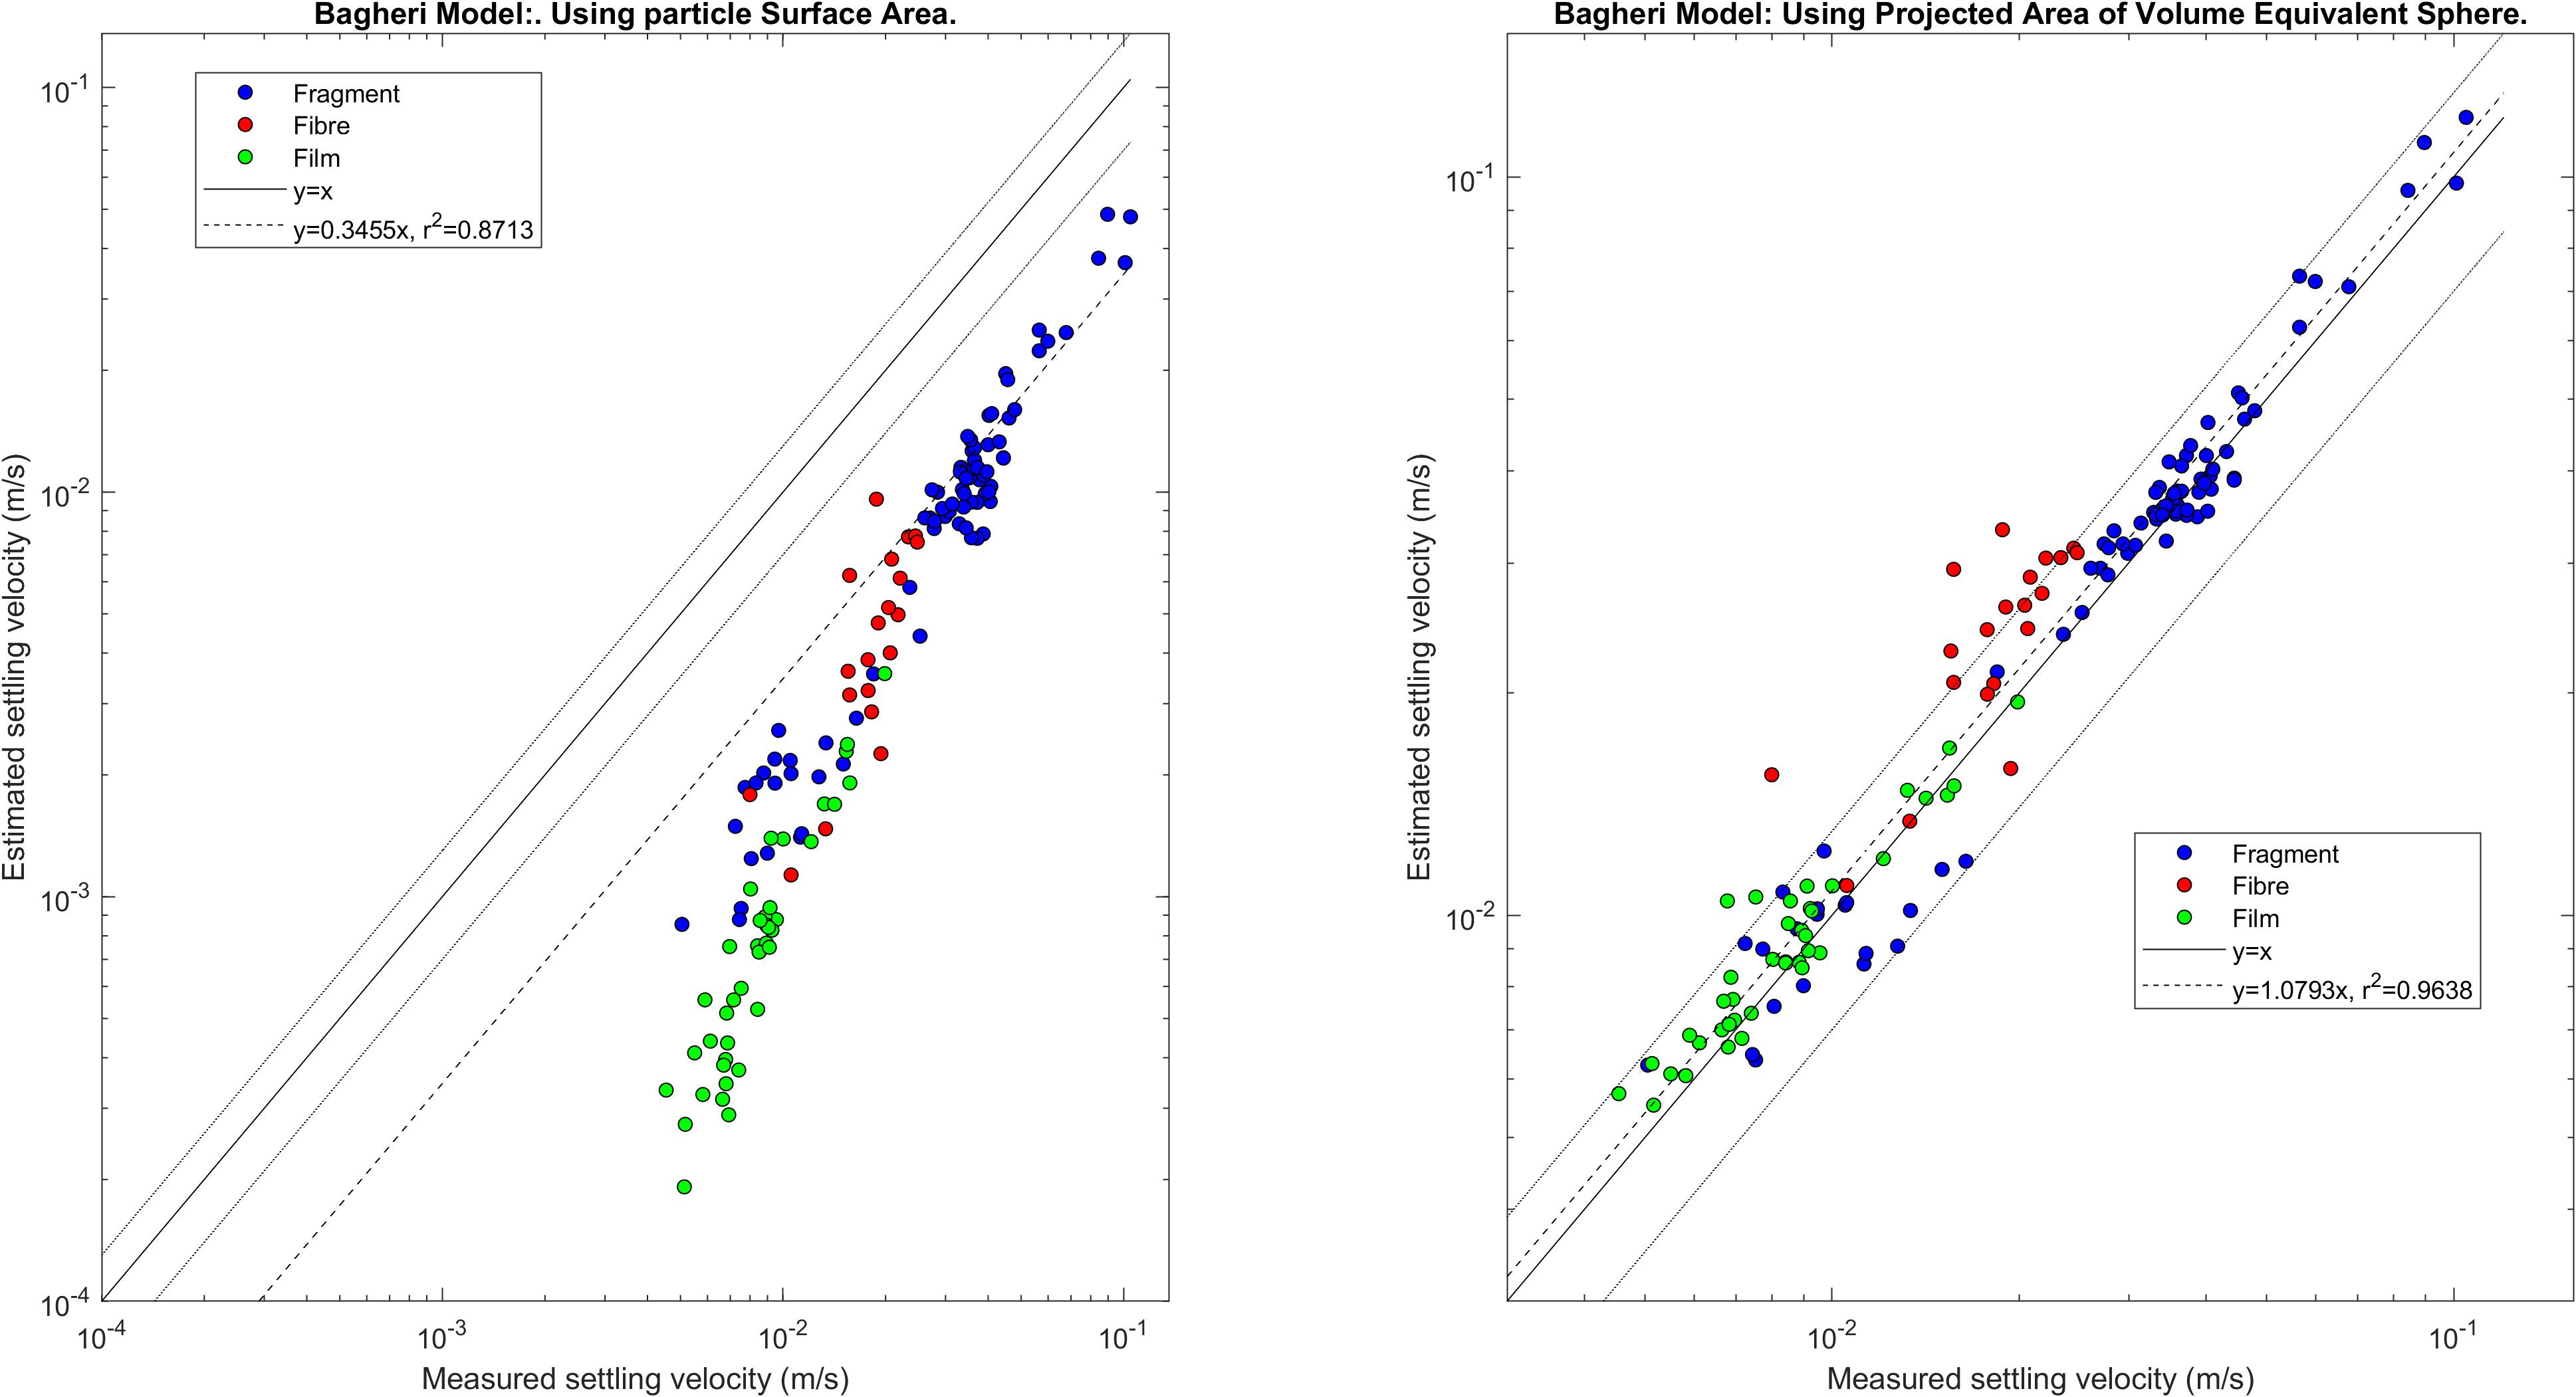 Bagheri Model:. Using particle Surface Area.
Estimated settling velocity (m/s)
10^-1
10^-2
10^-3
10^-4
Fragment
Fibre
Film
y=x
y=0.3455x, r^2=0.8713
10^-4
10^-3
10^-2
10^-1
Measured settling velocity (m/s)
Bagheri Model: Using Projected Area of Volume Equivalent Sphere.
Estimated settling velocity (m/s)
10^-1
10^-2
Fragment
Fibre
Film
y=x
y=1.0793x, r^2=0.9638
10^-2
10^-1
Measured settling velocity (m/s)